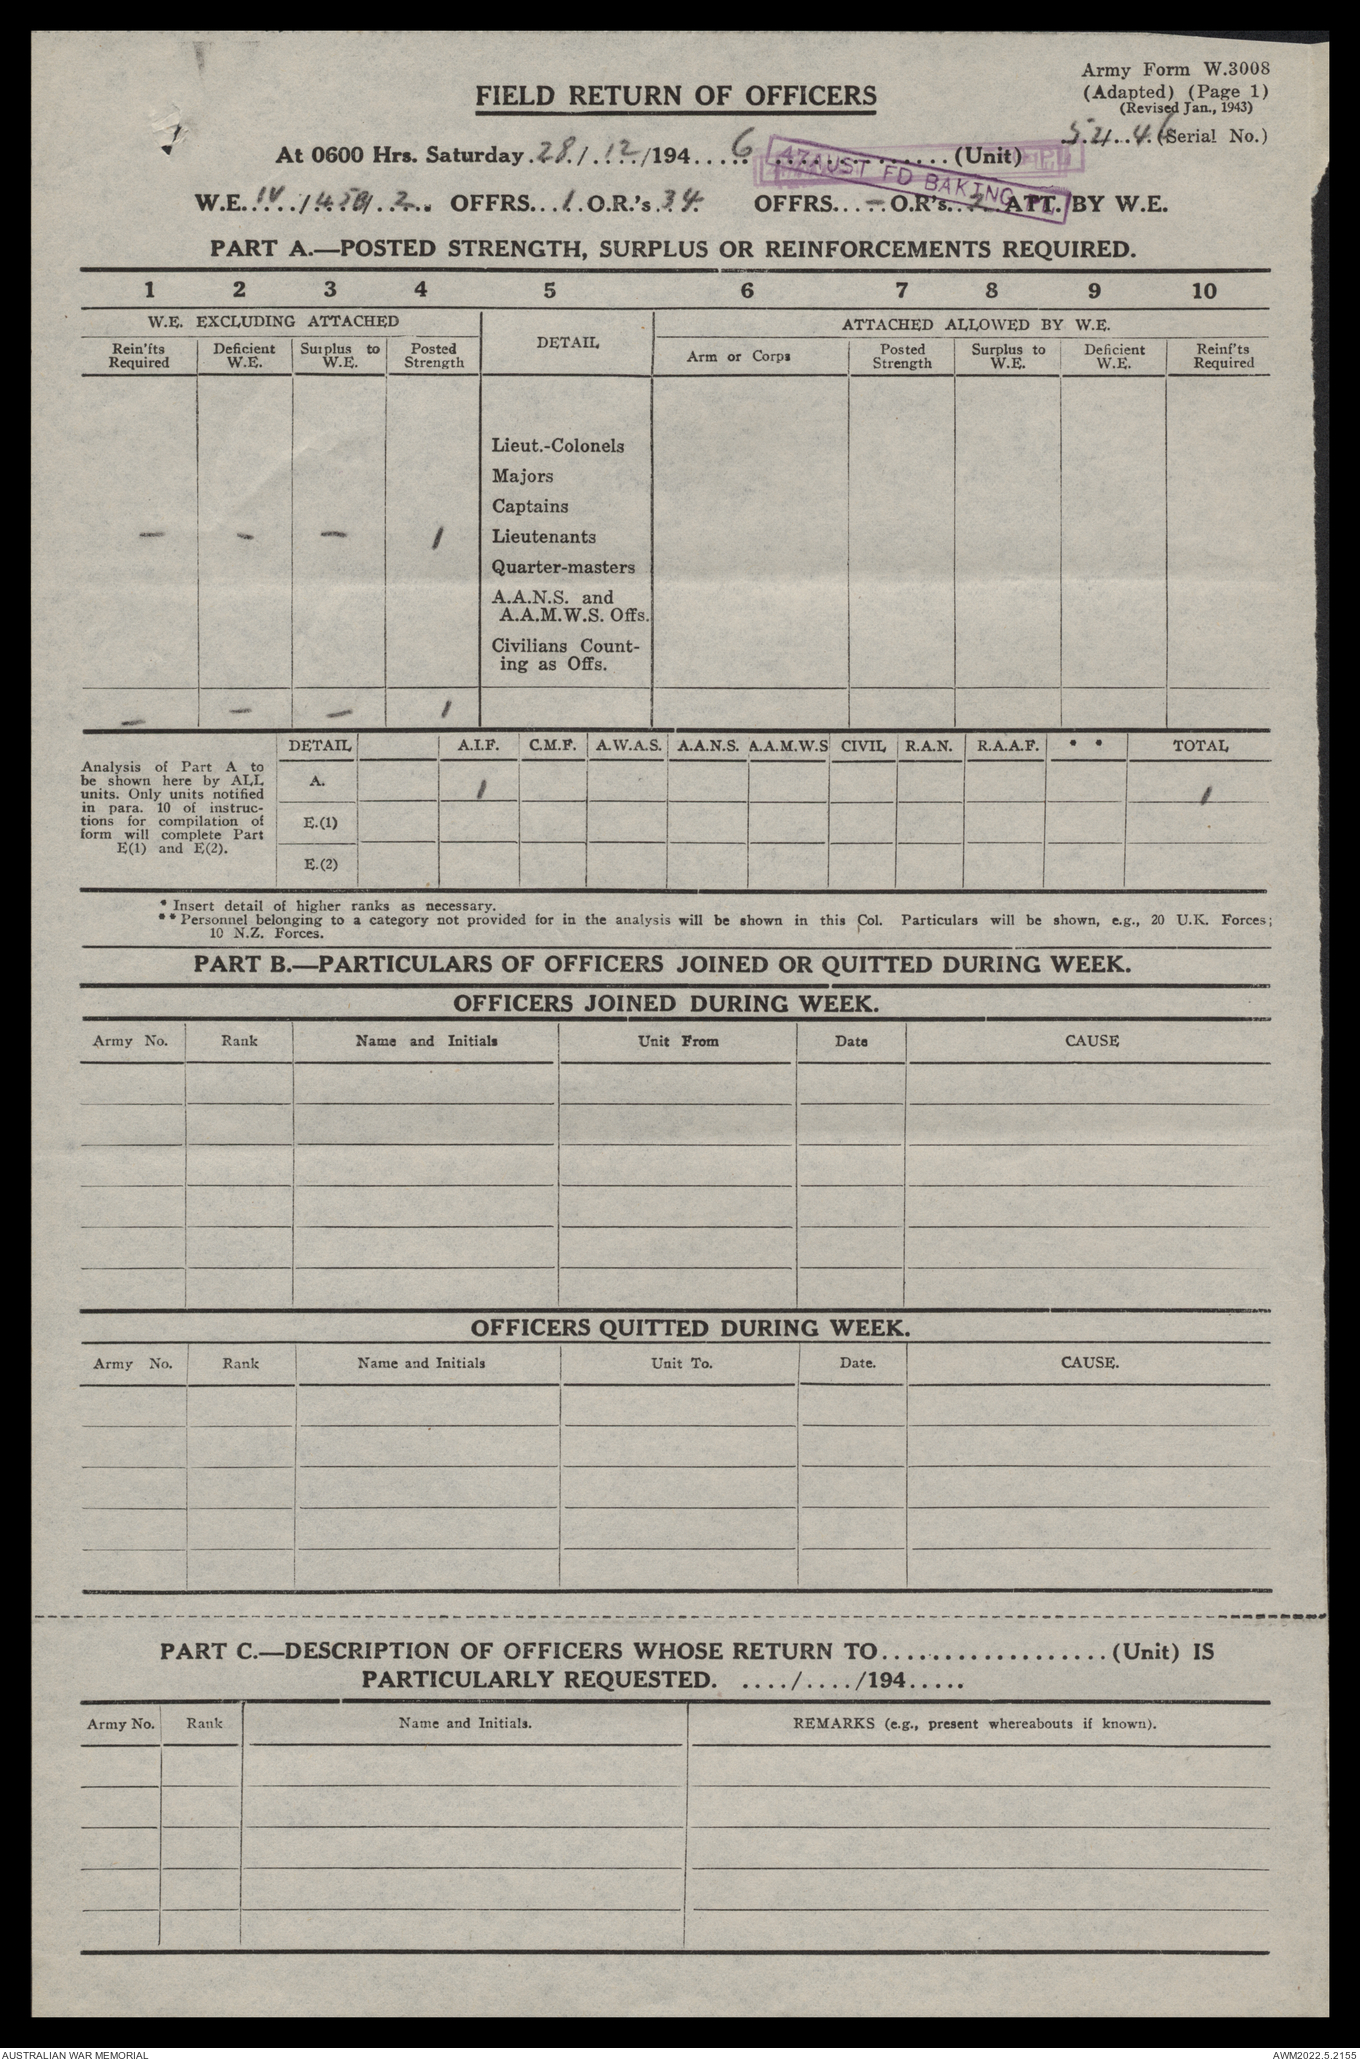 Army Form W.3008
FIELD RETURN OF OFFICERS
(Adapted) (Page 1)
(Revised Jan., 1943)
52...46 (Serial No.)
At 0600 Hrs. Saturday 28/12/1946 (Unit)
47 AUST FD BAKING PL
W.E. IV / 2 OFFRS...1.O.R.'s 34 OFFRS....–O.R's..2 ATT. BY W.E.
PART A.—POSTED STRENGTH, SURPLUS OR REINFORCEMENTS REQUIRED.
1 2 3 4 5 6 7 8 9 10
W.E. EXCLUDING ATTACHED DETAIL ATTACHED ALLOWED BY W.E.
Rein'fts Required Deficient W.E. Surplus to W.E. Posted Strength Arm or Corps Posted Strength Surplus to W.E. Deficient W.E. Reinf'ts Required
Lieut.-Colonels
Majors
Captains
— - — 1 Lieutenants
Quarter-masters
A.A.N.S. and
A.A.M.W.S. Offs.
Civilians Count-
ing as Offs.
— — — 1
DETAIL A.I.F. C.M.F. A.W.A.S. A.A.N.S. A.A.M.W.S CIVIL R.A.N. R.A.A.F. * * TOTAL
Analysis of Part A to
be shown here by ALL
units. Only units notified
in para. 10 of instruc-
tions for compilation of
form will complete Part
E(1) and E(2).
A. 1 1
E.(1)
E.(2)
* Insert detail of higher ranks as necessary.
** Personnel belonging to a category not provided for in the analysis will be shown in this Col. Particulars will be shown, e.g., 20 U.K. Forces;
10 N.Z. Forces.
PART B.—PARTICULARS OF OFFICERS JOINED OR QUITTED DURING WEEK.
OFFICERS JOINED DURING WEEK.
Army No. Rank Name and Initials Unit From Date CAUSE
OFFICERS QUITTED DURING WEEK.
Army No. Rank Name and Initials Unit To. Date. CAUSE.
PART C.—DESCRIPTION OF OFFICERS WHOSE RETURN TO..................(Unit) IS
PARTICULARLY REQUESTED. ..../..../194.....
Army No. Rank Name and Initials. REMARKS (e.g., present whereabouts if known).
AUSTRALIAN WAR MEMORIAL AWM2022.5.2155